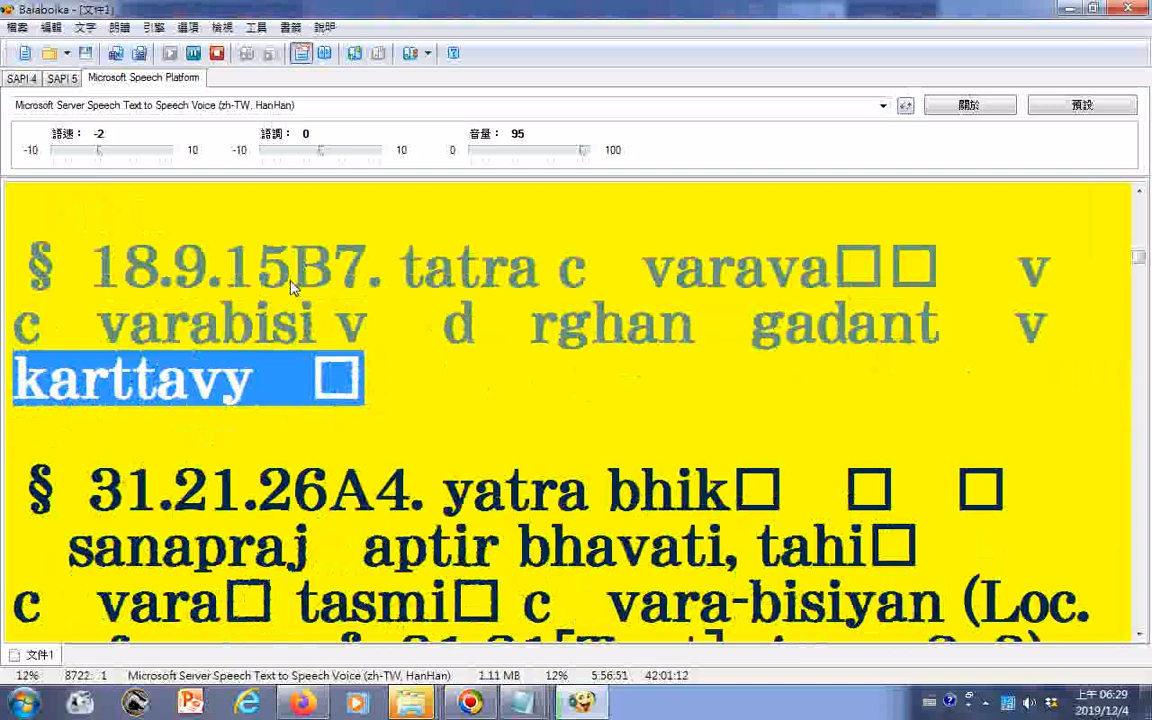 Balabolka - [文件1]
檔案 編輯 文字 朗讀 引擎 選項 檢視 工具 書籤 說明
SAPI 4 SAPI 5 Microsoft Speech Platform
Microsoft Server Speech Text to Speech Voice (zh-TW, HanHan) 關於 預設
語速： -2 語調： 0 音量： 95
-10 10 -10 10 0 100
§ 18.9.15B7. tatra c varava□□ v
c varabisi v d rghan gadant v
karttavy □
§ 31.21.26A4. yatra bhik□ □ □
sanapraj aptir bhavati, tahi□
c vara□ tasmi□ c vara-bisiyan (Loc.
文件1
12% 8722: 1 Microsoft Server Speech Text to Speech Voice (zh-TW, HanHan) 1.11 MB 12% 5:56:51 42:01:12
上午 06:29
2019/12/4